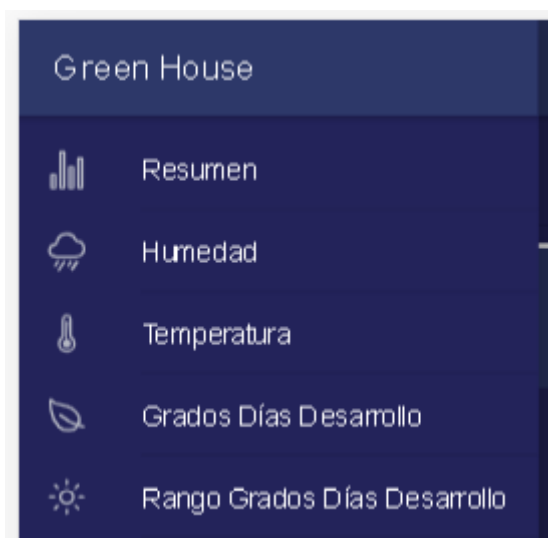 Green House
Resumen
Humedad
Temperatura
Grados Días Desarrollo
Rango Grados Días Desarrollo